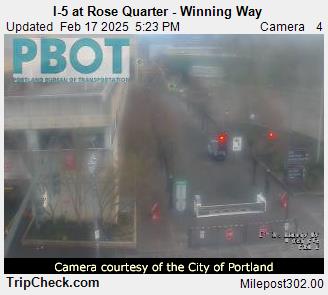 I-5 at Rose Quarter - Winning Way
Updated Feb 17 2025 5:23 PM Camera 4
PBOT
PORTLAND BUREAU OF TRANSPORTATION
Camera courtesy of the City of Portland
TripCheck.com Milepost302.00